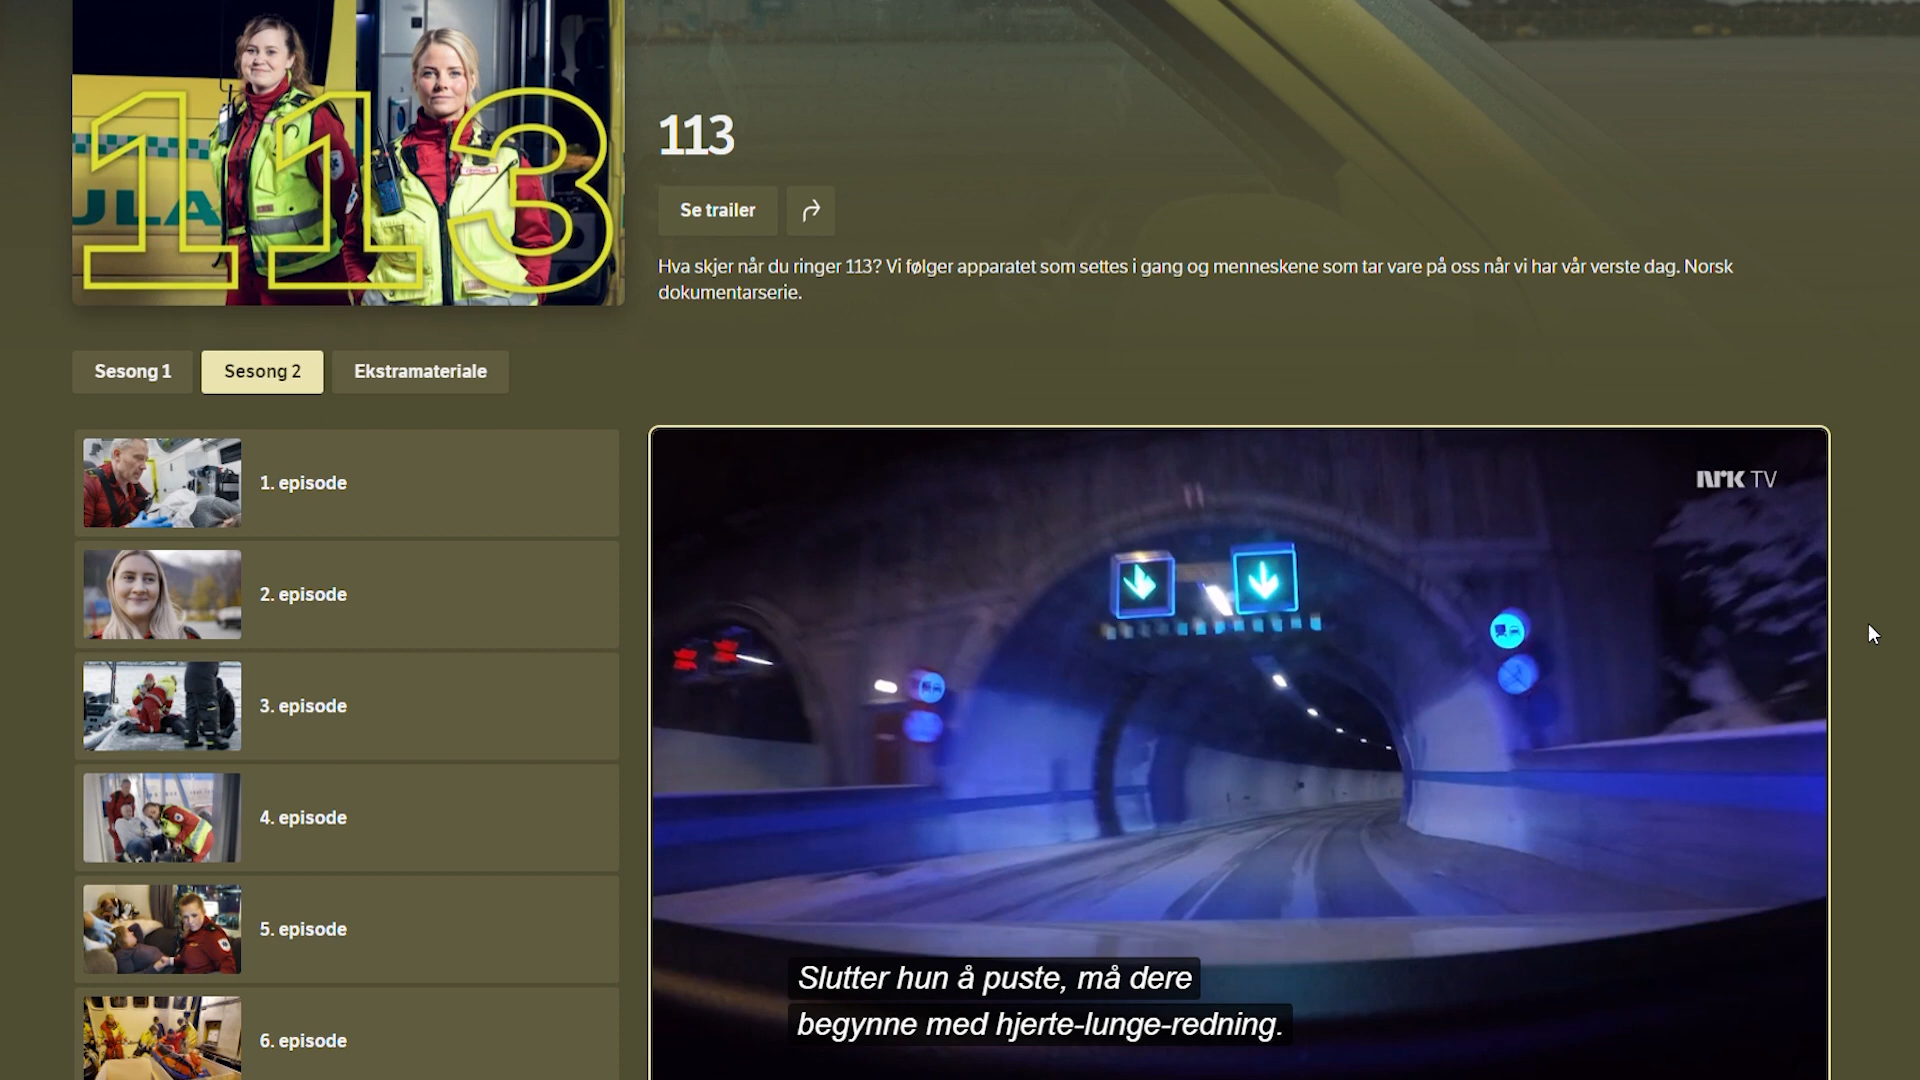 113
ULA
113
Se trailer
Hva skjer når du ringer 113? Vi følger apparatet som settes i gang og menneskene som tar vare på oss når vi har vår verste dag. Norsk
dokumentarserie.
Sesong 1
Sesong 2
Ekstramateriale
1. episode
2. episode
3. episode
4. episode
5. episode
6. episode
NRK TV
Slutter hun å puste, må dere
begynne med hjerte-lunge-redning.